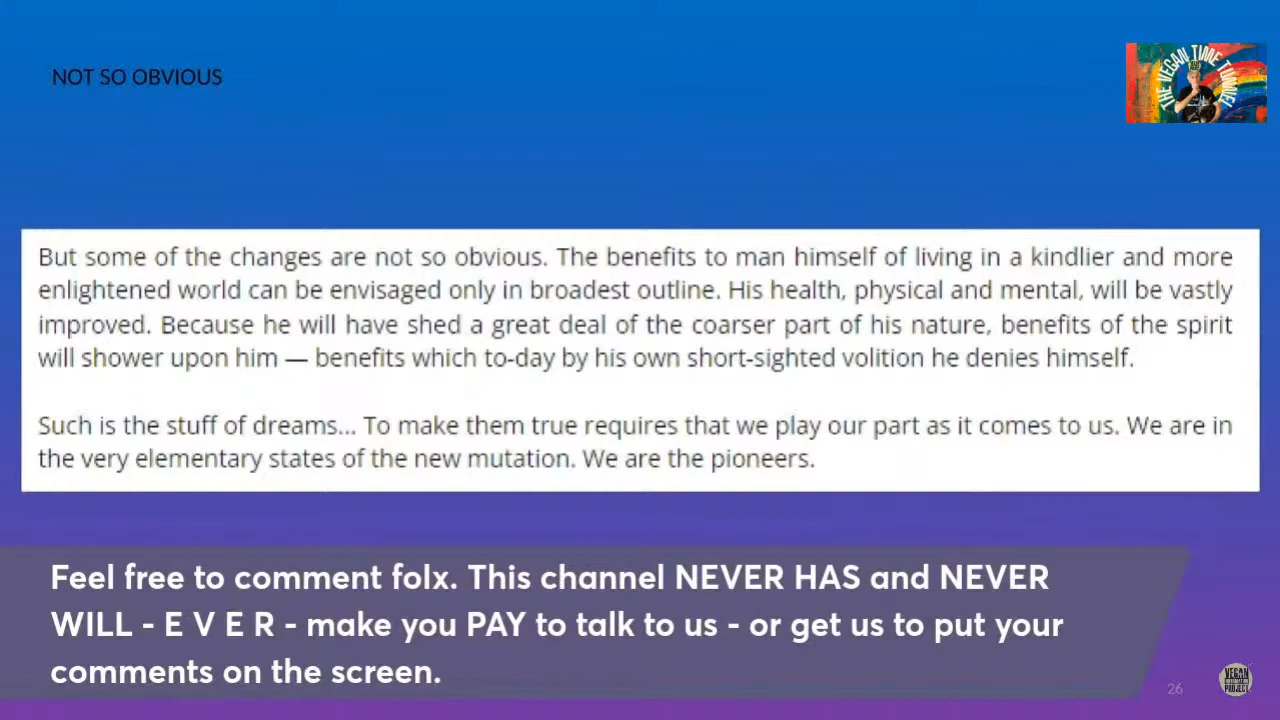 NOT SO OBVIOUS
THE VEGAN TIME TUNNEL
But some of the changes are not so obvious. The benefits to man himself of living in a kindlier and more
enlightened world can be envisaged only in broadest outline. His health, physical and mental, will be vastly
improved. Because he will have shed a great deal of the coarser part of his nature, benefits of the spirit
will shower upon him — benefits which to-day by his own short-sighted volition he denies himself.
Such is the stuff of dreams... To make them true requires that we play our part as it comes to us. We are in
the very elementary states of the new mutation. We are the pioneers.
Feel free to comment folx. This channel NEVER HAS and NEVER
WILL - E V E R - make you PAY to talk to us - or get us to put your
comments on the screen.
26
VEGAN
PROJECT